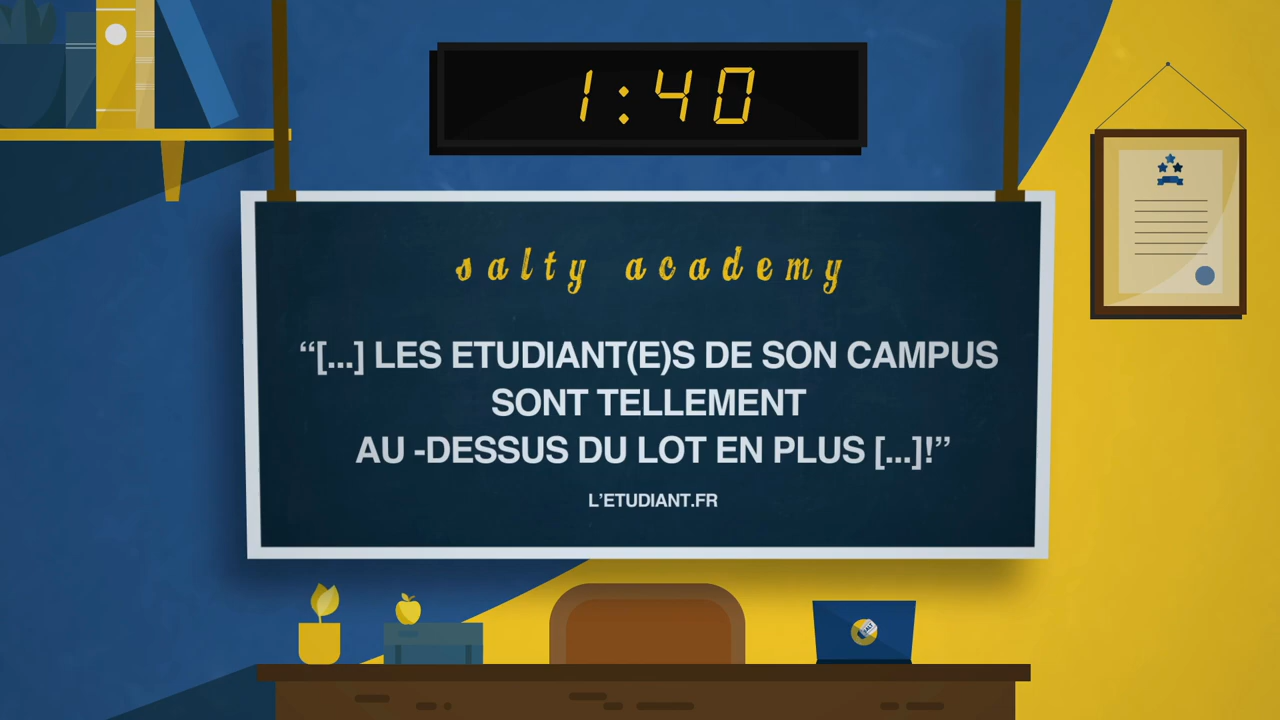 1:40
salty academy
“[...] LES ETUDIANT(E)S DE SON CAMPUS
SONT TELLEMENT
AU -DESSUS DU LOT EN PLUS [...]!”
L’ETUDIANT.FR